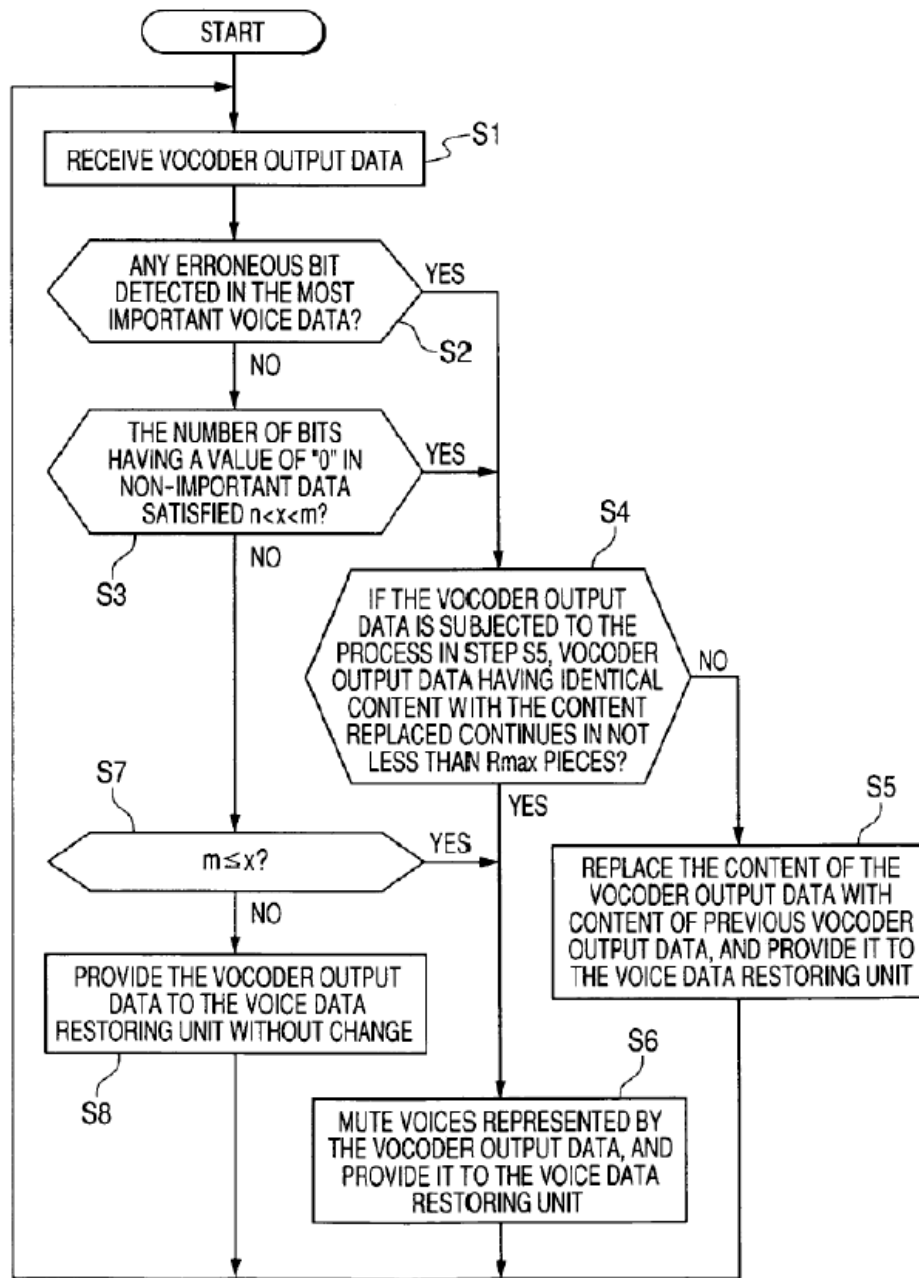 START
S1
RECEIVE VOCODER OUTPUT DATA
ANY ERRONEOUS BIT
DETECTED IN THE MOST
IMPORTANT VOICE DATA?
YES
S2
NO
THE NUMBER OF BITS
HAVING A VALUE OF "0" IN
NON-IMPORTANT DATA
SATISFIED n<x<m?
YES
S3
NO
S4
IF THE VOCODER OUTPUT
DATA IS SUBJECTED TO THE
PROCESS IN STEP S5, VOCODER
OUTPUT DATA HAVING IDENTICAL
CONTENT WITH THE CONTENT
REPLACED CONTINUES IN NOT
LESS THAN Rmax PIECES?
NO
YES
S7
m≤x?
YES
NO
S5
REPLACE THE CONTENT OF THE
VOCODER OUTPUT DATA WITH
CONTENT OF PREVIOUS VOCODER
OUTPUT DATA, AND PROVIDE IT TO
THE VOICE DATA RESTORING UNIT
PROVIDE THE VOCODER OUTPUT
DATA TO THE VOICE DATA
RESTORING UNIT WITHOUT CHANGE
S8
S6
MUTE VOICES REPRESENTED BY
THE VOCODER OUTPUT DATA, AND
PROVIDE IT TO THE VOICE DATA
RESTORING UNIT